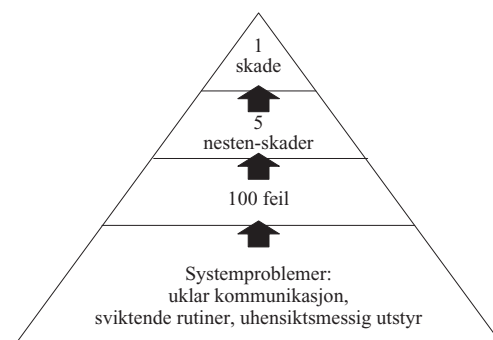 1
skade
5
nesten-skader
100 feil
Systemproblemer:
uklar kommunikasjon,
sviktende rutiner, uhensiktsmessig utstyr